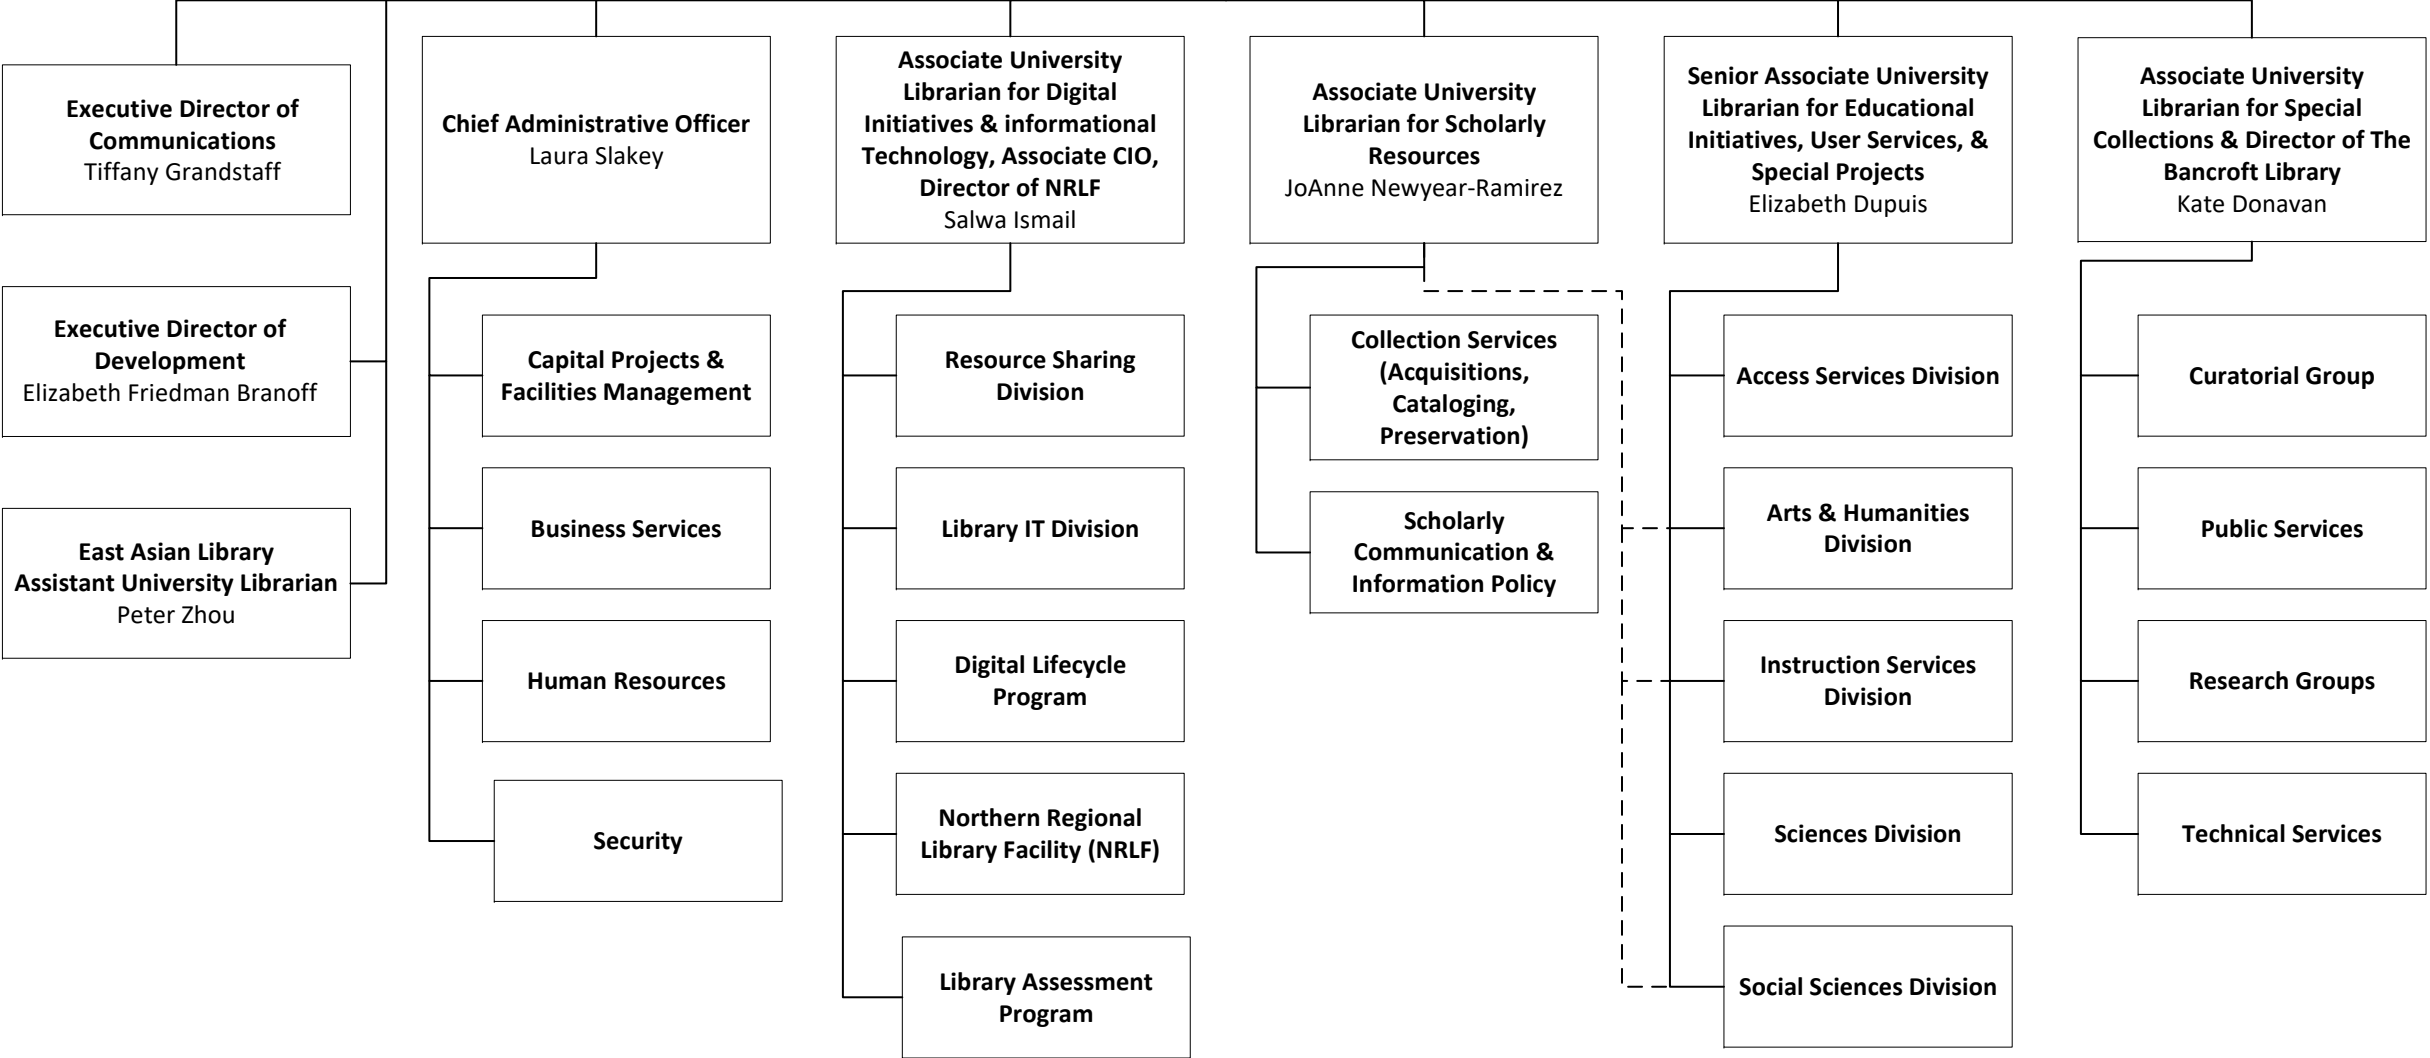 Executive Director of
Communications
Tiffany Grandstaff
Executive Director of
Development
Elizabeth Friedman Branoff
East Asian Library
Assistant University Librarian
Peter Zhou
Chief Administrative Officer
Laura Slakey
Capital Projects &
Facilities Management
Business Services
Human Resources
Security
Associate University
Librarian for Digital
Initiatives & informational
Technology, Associate CIO,
Director of NRLF
Salwa Ismail
Resource Sharing
Division
Library IT Division
Digital Lifecycle
Program
Northern Regional
Library Facility (NRLF)
Library Assessment
Program
Associate University
Librarian for Scholarly
Resources
JoAnne Newyear-Ramirez
Collection Services
(Acquisitions,
Cataloging,
Preservation)
Scholarly
Communication &
Information Policy
Senior Associate University
Librarian for Educational
Initiatives, User Services, &
Special Projects
Elizabeth Dupuis
Access Services Division
Arts & Humanities
Division
Instruction Services
Division
Sciences Division
Social Sciences Division
Associate University
Librarian for Special
Collections & Director of The
Bancroft Library
Kate Donavan
Curatorial Group
Public Services
Research Groups
Technical Services